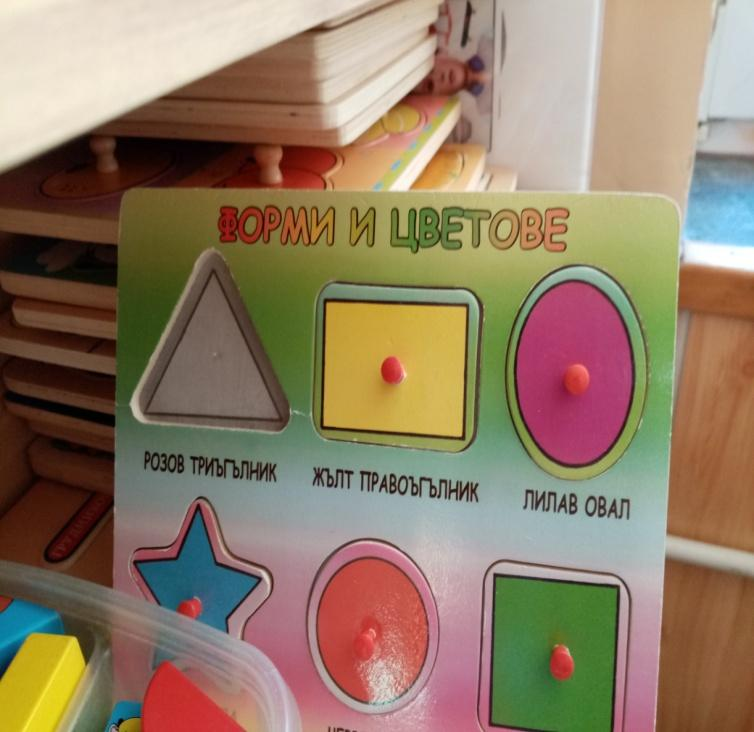 ФОРМИ И ЦВЕТОВЕ
РОЗОВ ТРИЪГЪЛНИК
ЖЪЛТ ПРАВОЪГЪЛНИК
ЛИЛАВ ОВАЛ